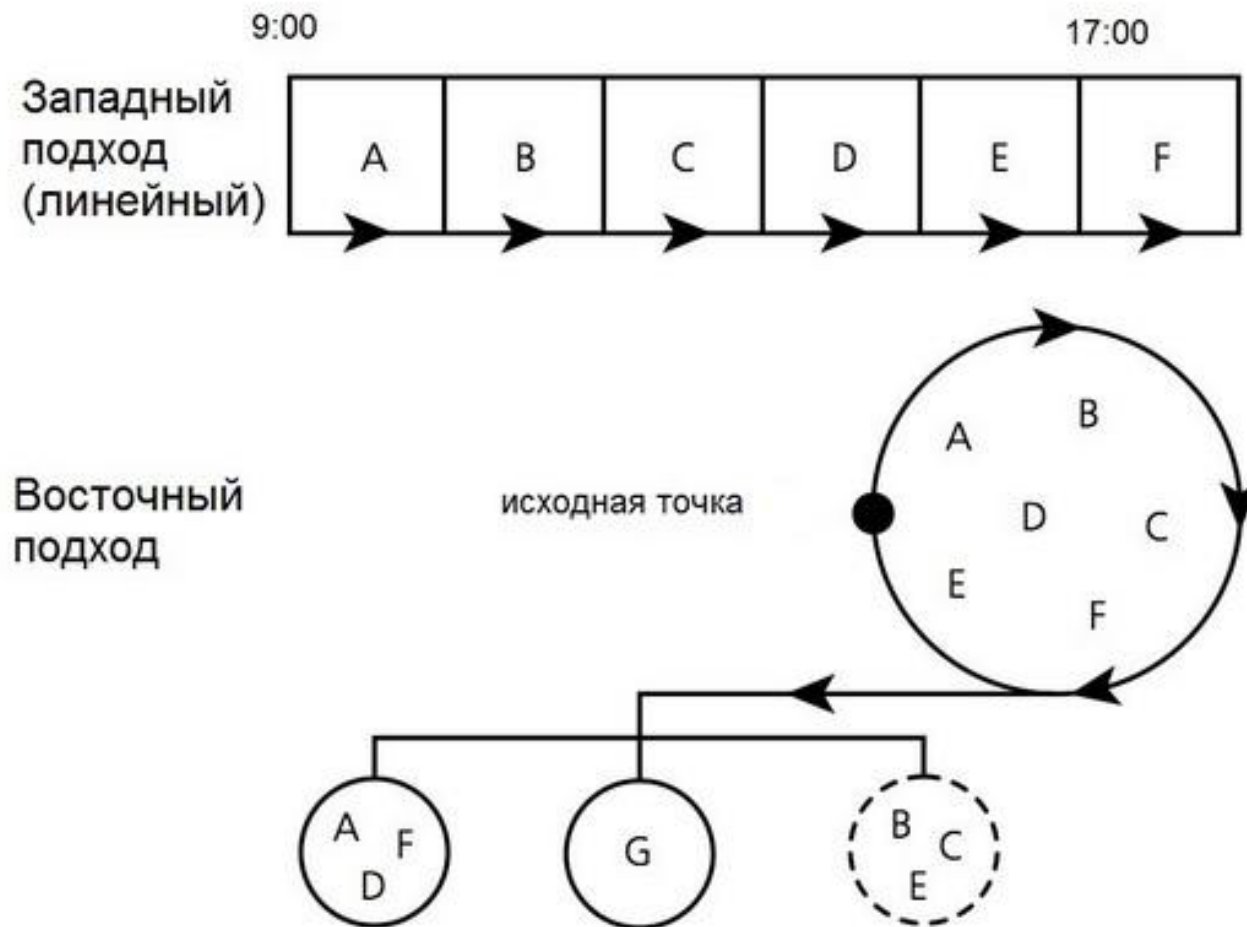 9:00 17:00
Западный
подход
(линейный)
A B C D E F
B
A
D C
E
F
Восточный
подход
исходная точка
A F
D
G
B C
E